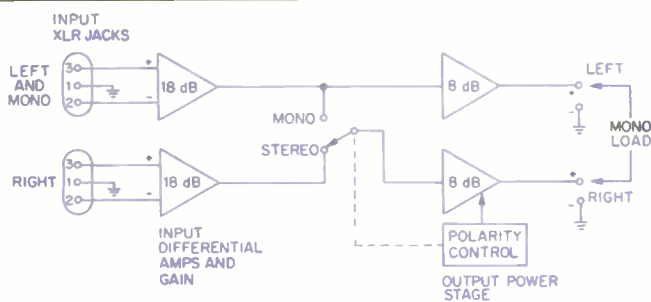 INPUT
XLR JACKS
LEFT
AND
MONO
3
1
2
+
-
18 dB
8 dB
LEFT
+
-
MONO
STEREO
MONO
LOAD
RIGHT
3
1
2
+
-
18 dB
8 dB
+
-
RIGHT
INPUT
DIFFERENTIAL
AMPS AND
GAIN
POLARITY
CONTROL
OUTPUT POWER
STAGE